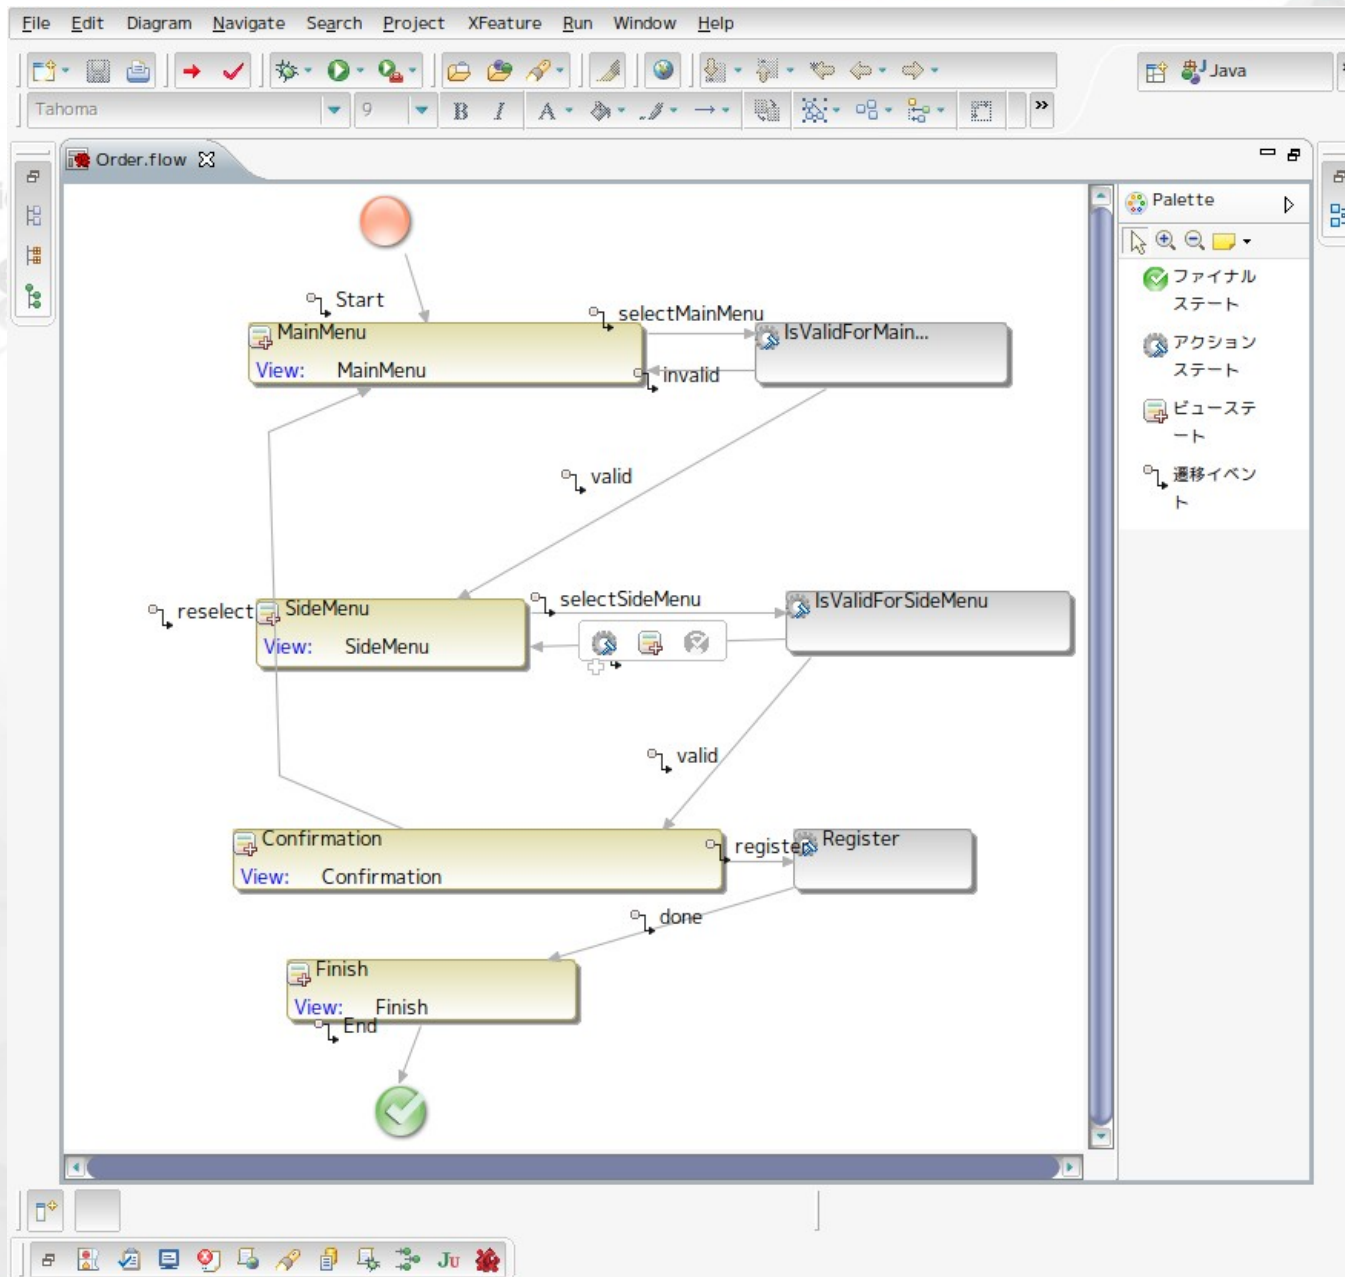 File Edit Diagram Navigate Search Project XFeature Run Window Help
Java
Tahoma 9 B I A »
Order.flow
Palette
ファイナル
ステート
アクション
ステート
ビューステ
ート
遷移イベン
ト
Start
selectMainMenu
MainMenu
IsValidForMain...
View: MainMenu
invalid
valid
selectSideMenu
IsValidForSideMenu
reselect
SideMenu
View: SideMenu
valid
Confirmation
register
Register
View: Confirmation
done
Finish
View: Finish
End
Ju